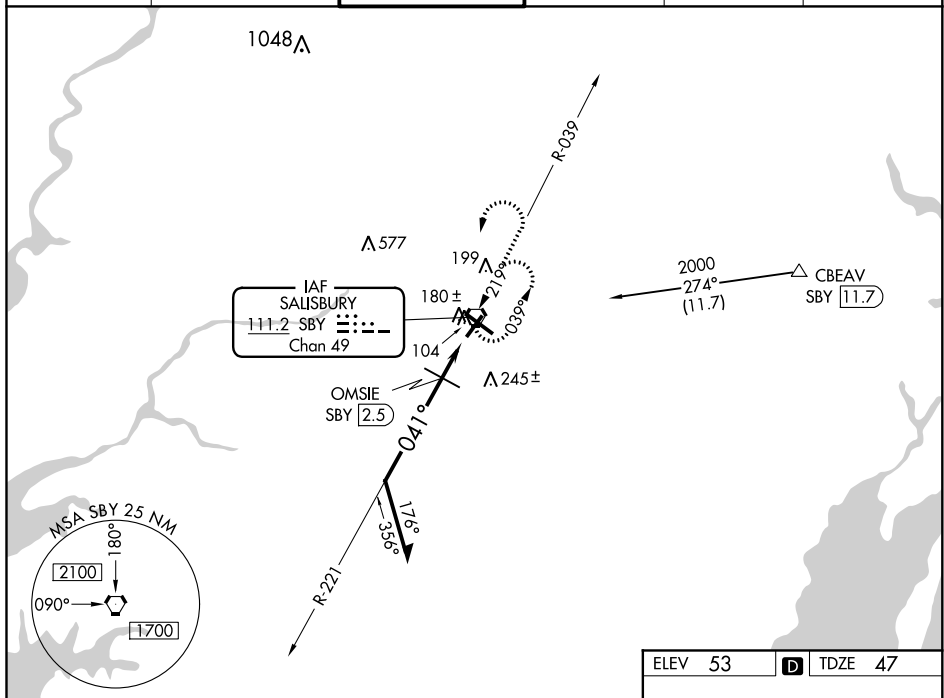 1048
R-039
577
199
219°
2000
274°
(11.7)
CBEAV
SBY 11.7
IAF
SALISBURY
111.2 SBY
Chan 49
180 ±
039°
104
245 ±
OMSIE
SBY 2.5
041°
176°
356°
R-221
MSA SBY 25 NM
180°
2100
090°
1700
ELEV 53 D TDZE 47